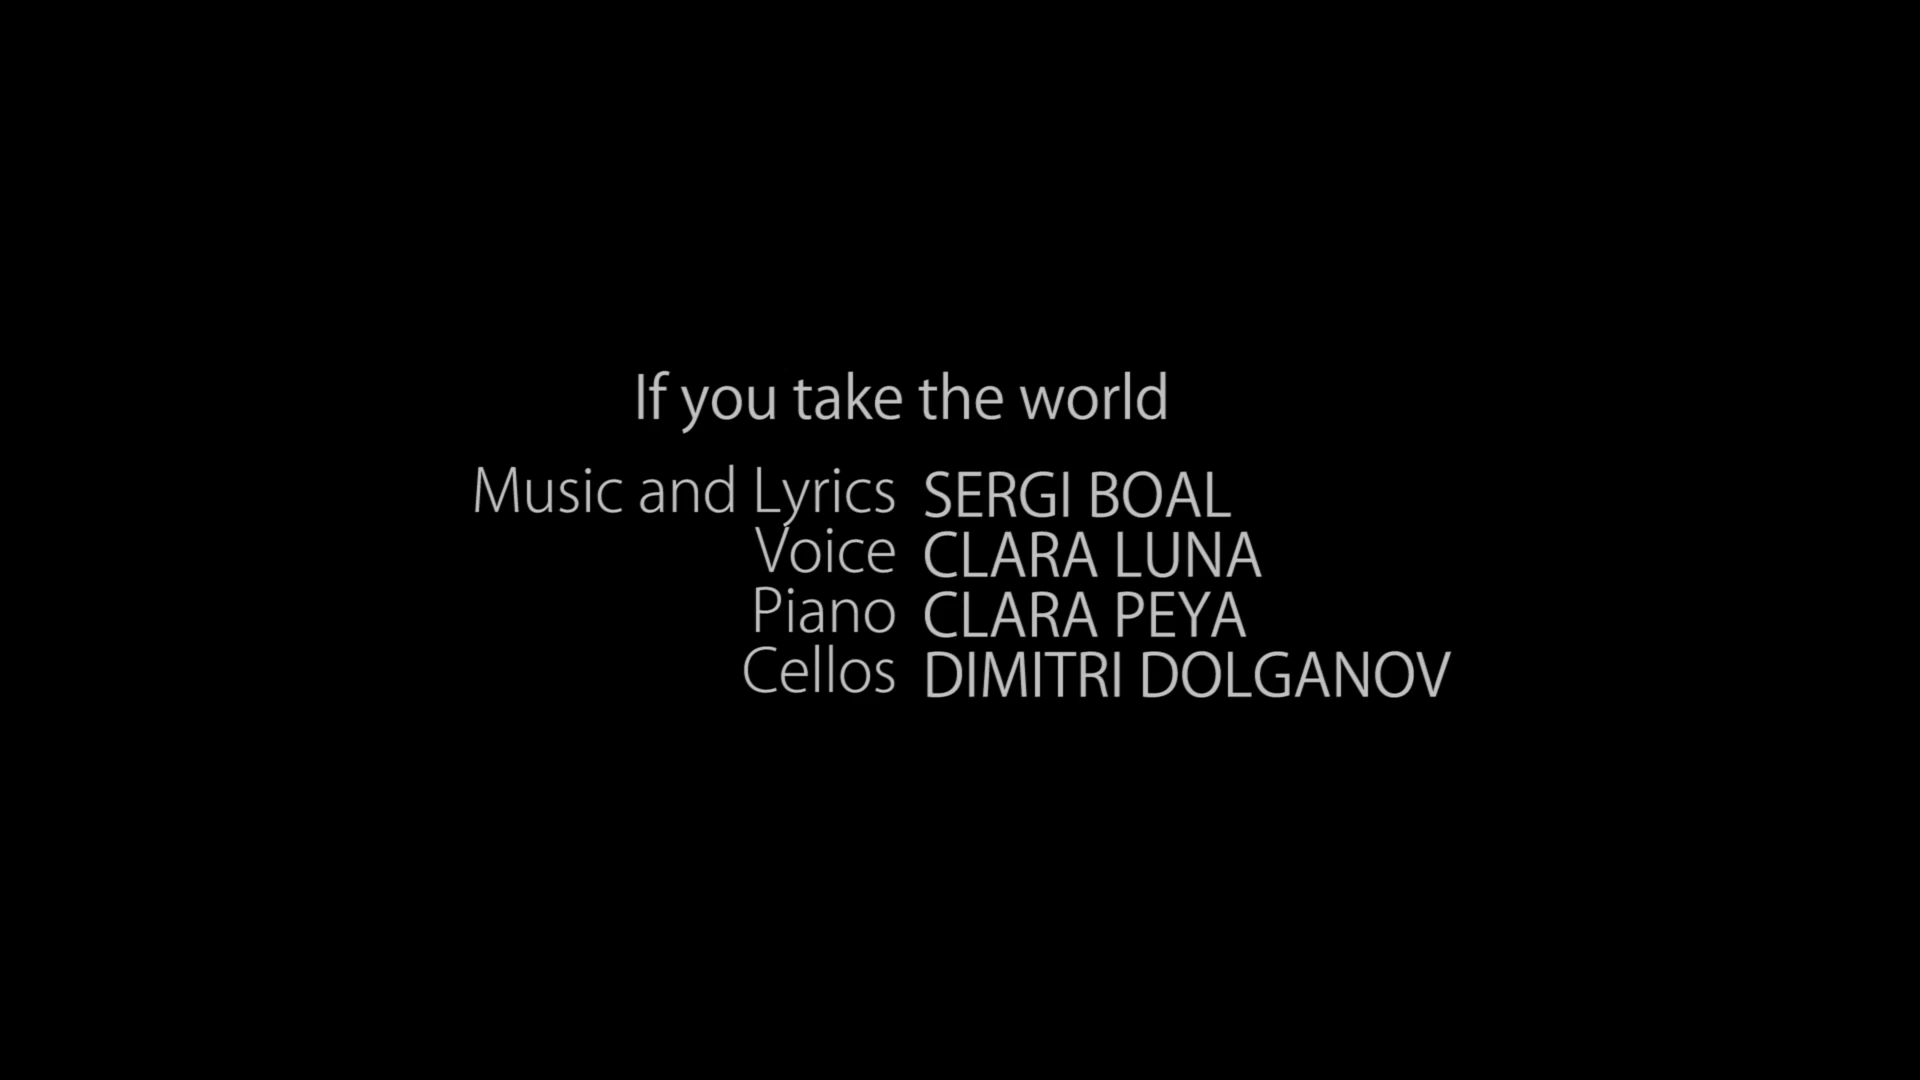 If you take the world
Music and Lyrics SERGI BOAL
Voice CLARA LUNA
Piano CLARA PEYA
Cellos DIMITRI DOLGANOV